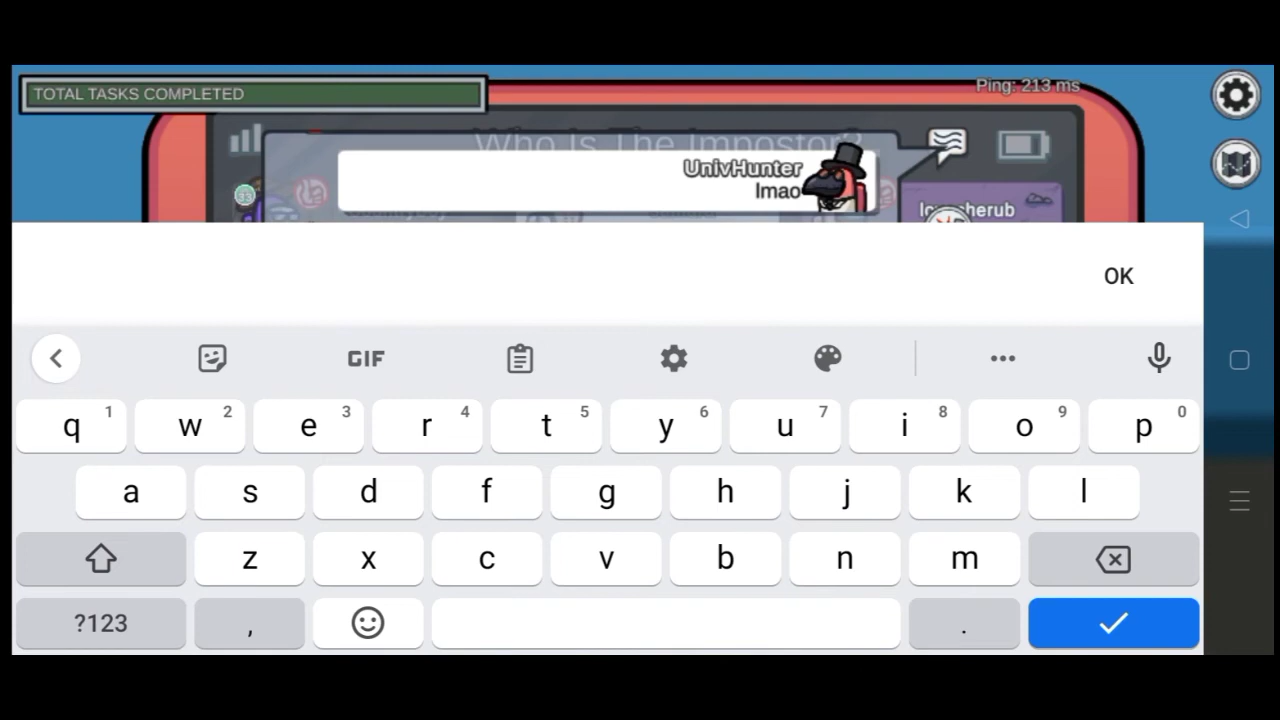 TOTAL TASKS COMPLETED
Ping: 213 ms
Who Is The Impostor?
UnivHunter
lmao
33
OK
GIF
q 1 w 2 e 3 r 4 t 5 y 6 u 7 i 8 o 9 p 0
a s d f g h j k l
z x c v b n m
?123 , .